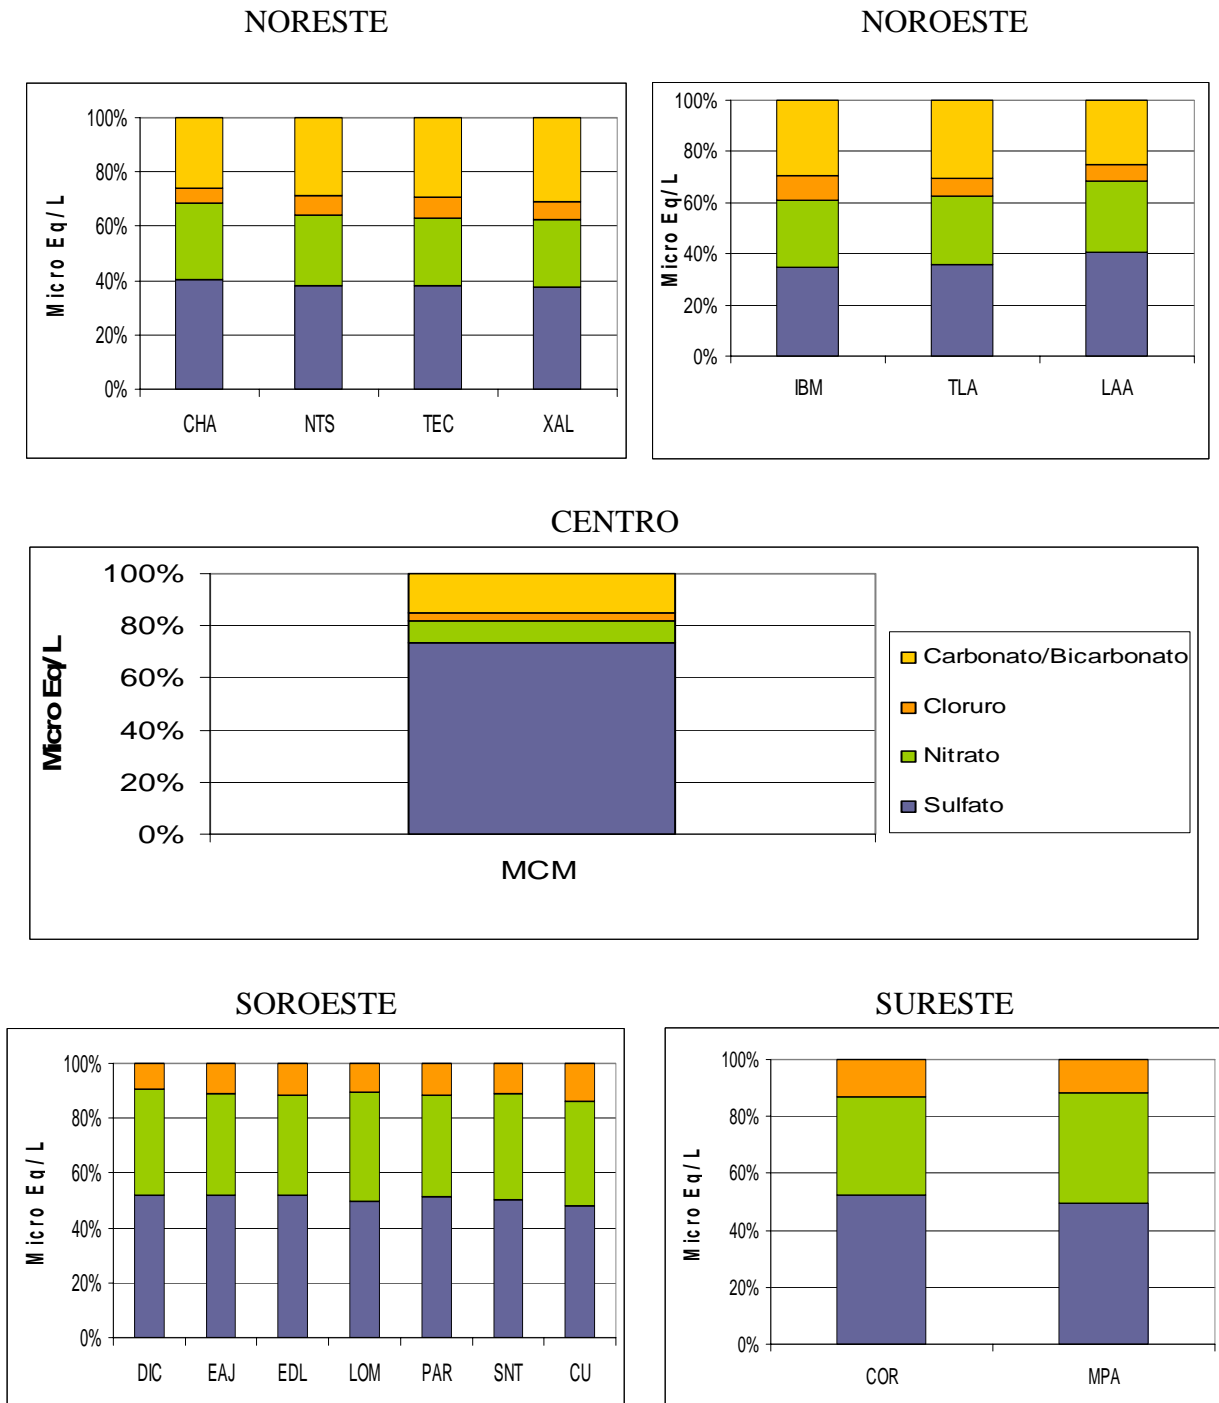 NORESTE
NOROESTE
Micro Eq/L
100%
80%
60%
40%
20%
0%
CHA NTS TEC XAL
Micro Eq/L
100%
80%
60%
40%
20%
0%
IBM TLA LAA
CENTRO
Micro Eq/L
100%
80%
60%
40%
20%
0%
MCM
Carbonato/Bicarbonato
Cloruro
Nitrato
Sulfato
SOROESTE
SURESTE
Micro Eq/L
100%
80%
60%
40%
20%
0%
DIC EAJ EDL LOM PAR SNT CU
Micro Eq/L
100%
80%
60%
40%
20%
0%
COR MPA